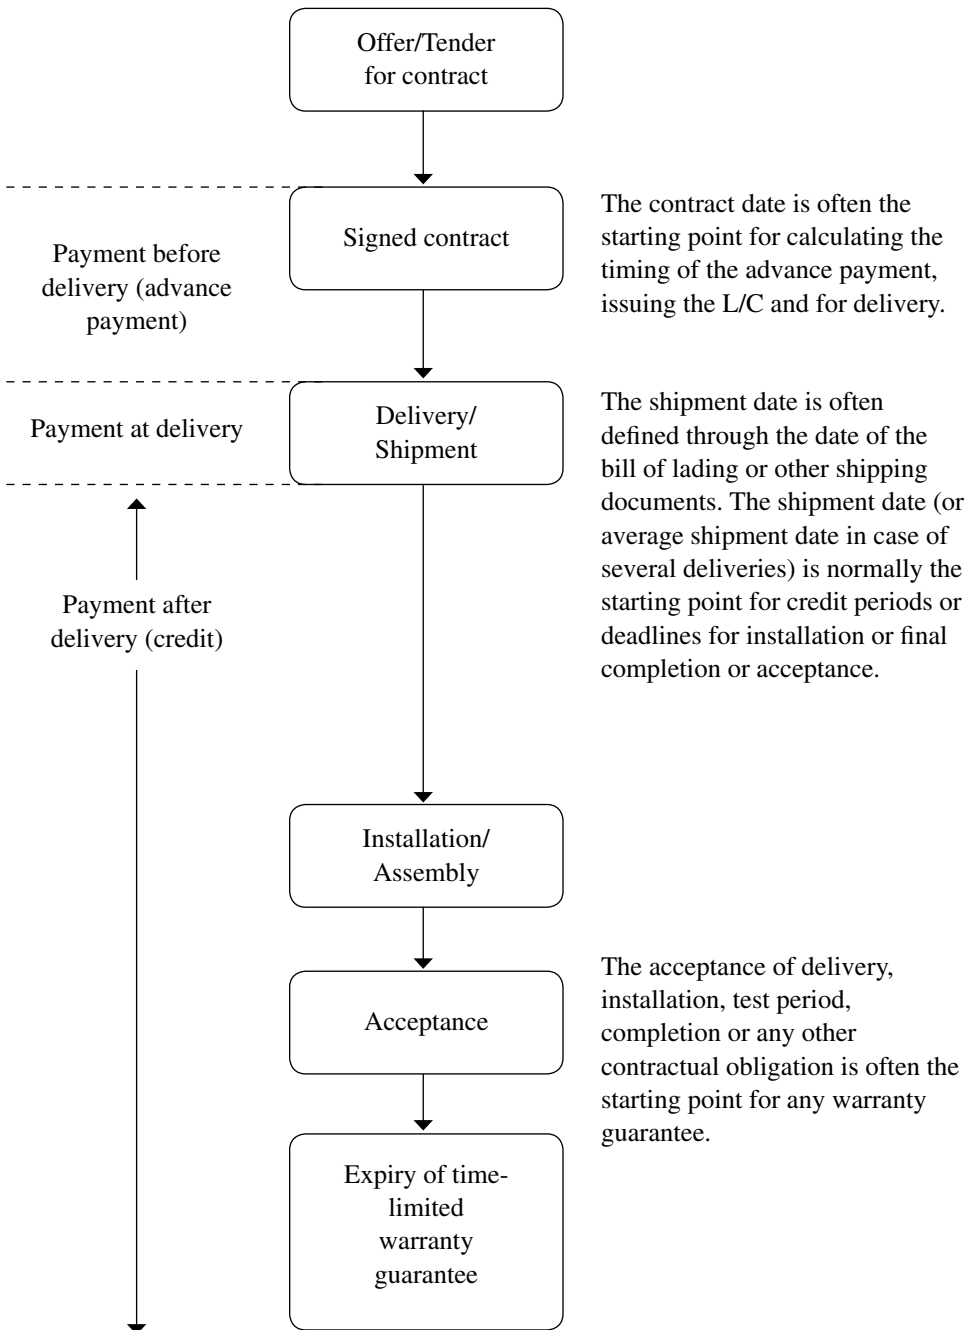 Offer/Tender
for contract
Payment before
delivery (advance
payment)
Signed contract
The contract date is often the
starting point for calculating the
timing of the advance payment,
issuing the L/C and for delivery.
Payment at delivery
Delivery/
Shipment
The shipment date is often
defined through the date of the
bill of lading or other shipping
documents. The shipment date (or
average shipment date in case of
several deliveries) is normally the
starting point for credit periods or
deadlines for installation or final
completion or acceptance.
Payment after
delivery (credit)
Installation/
Assembly
Acceptance
The acceptance of delivery,
installation, test period,
completion or any other
contractual obligation is often the
starting point for any warranty
guarantee.
Expiry of time-
limited
warranty
guarantee